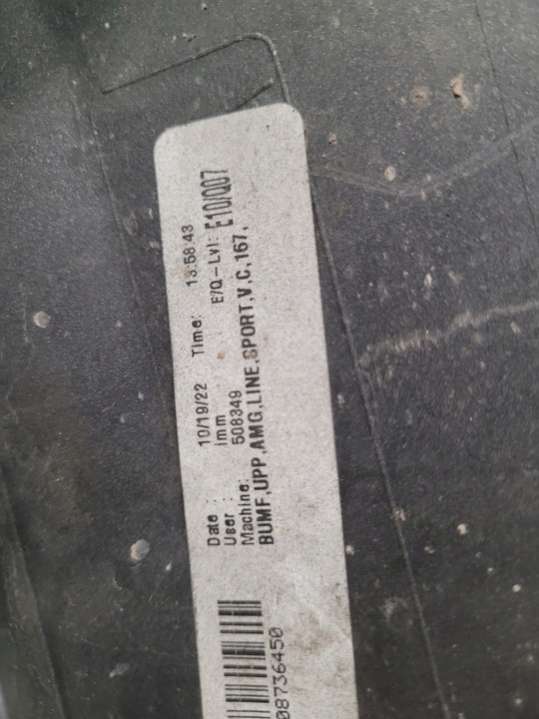 Date : 10/19/22 Time: 13:58:43
User : imm E?Q-Lvl: E10/Q07
Machine: 508349
BUMF,UPP,AMG,LINE,SPORT,V,C,167,
08736450